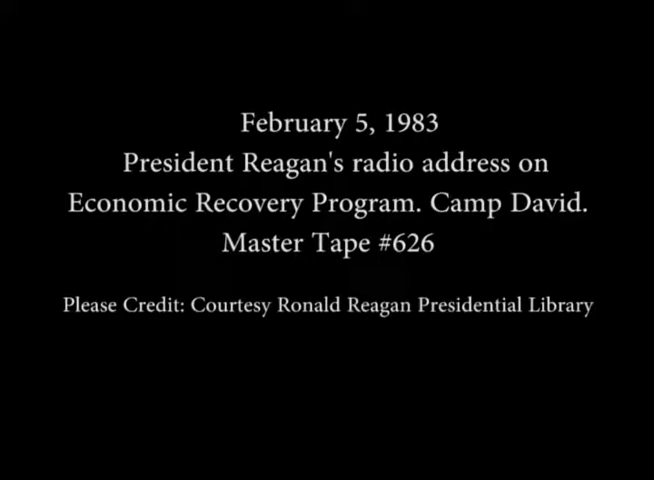 February 5, 1983
President Reagan's radio address on
Economic Recovery Program. Camp David.
Master Tape #626
Please Credit: Courtesy Ronald Reagan Presidential Library